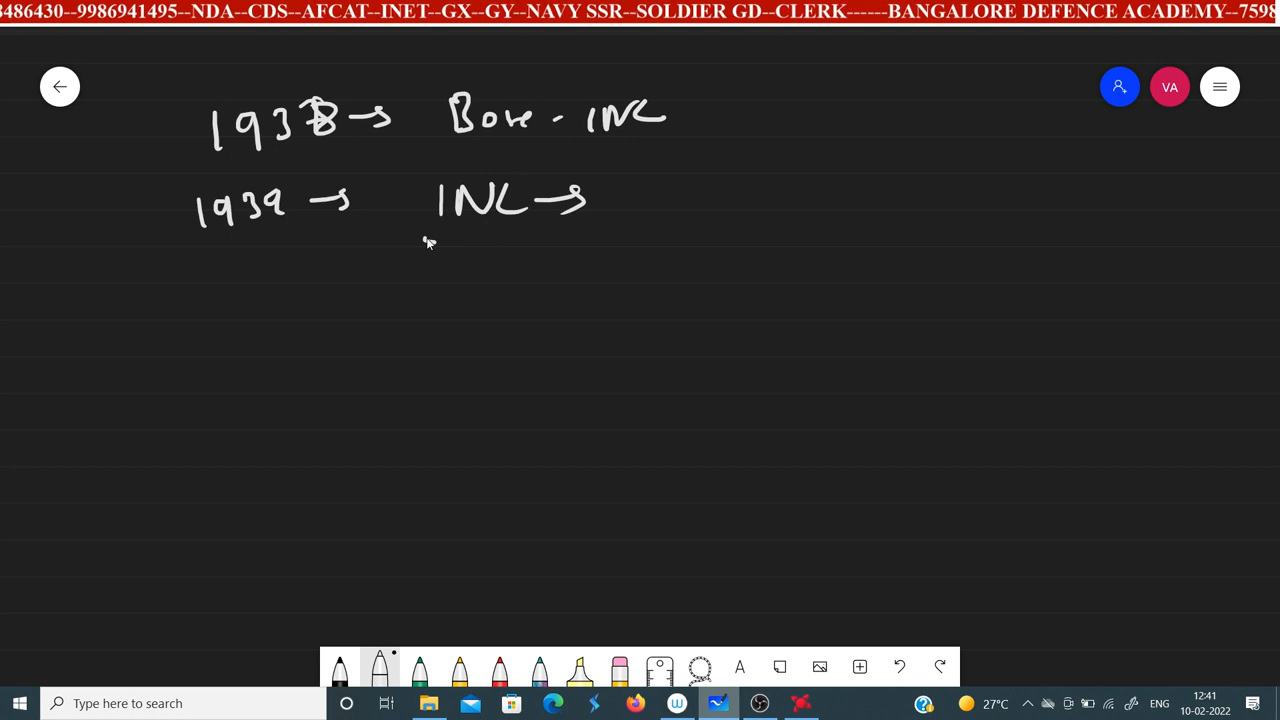 8486430--9986941495--NDA--CDS--AFCAT--INET--GX--GY--NAVY SSR--SOLDIER GD--CLERK------BANGALORE DEFENCE ACADEMY--7598
VA
1938 → Bose - INC
1939 → INC →
A
Type here to search
27°C
ENG
12:41
10-02-2022